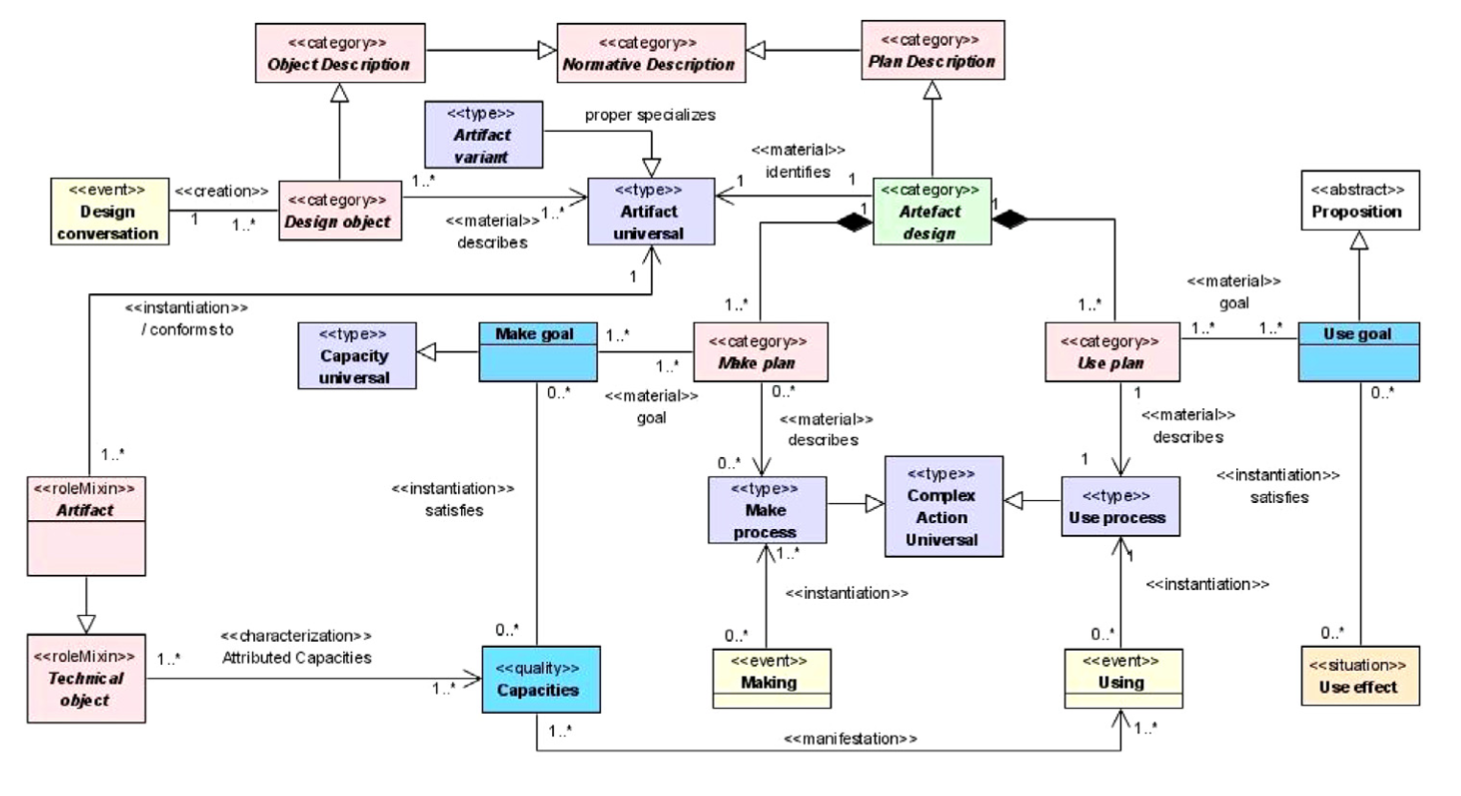 <<category>>
Object Description
<<category>>
Normative Description
<<category>>
Plan Description
<<type>>
Artifact
variant
proper specializes
<<material>>
identifies
1
1
<<event>>
Design
conversation
<<creation>>
1
1..*
<<category>>
Design object
1..*
<<material>>
describes
1..*
<<type>>
Artifact
universal
<<category>>
Artefact
design
1
1
<<abstract>>
Proposition
1
<<instantiation>>
/ conforms to
1..*
1..*
1..*
<<material>>
goal
1..*
1..*
<<type>>
Capacity
universal
Make goal
1..*
1..*
<<material>>
goal
<<category>>
Make plan
<<category>>
Use plan
Use goal
0..*
0..*
<<material>>
describes
0..*
1
<<material>>
describes
1
0..*
<<roleMixin>>
Artifact
<<instantiation>>
satisfies
<<type>>
Make
process
1..*
<<type>>
Complex
Action
Universal
<<type>>
Use process
1
<<instantiation>>
satisfies
<<instantiation>>
<<instantiation>>
<<roleMixin>>
Technical
object
1..*
<<characterization>>
Attributed Capacities
1..*
0..*
<<quality>>
Capacities
1..*
0..*
<<event>>
Making
0..*
<<event>>
Using
1..*
0..*
<<situation>>
Use effect
<<manifestation>>